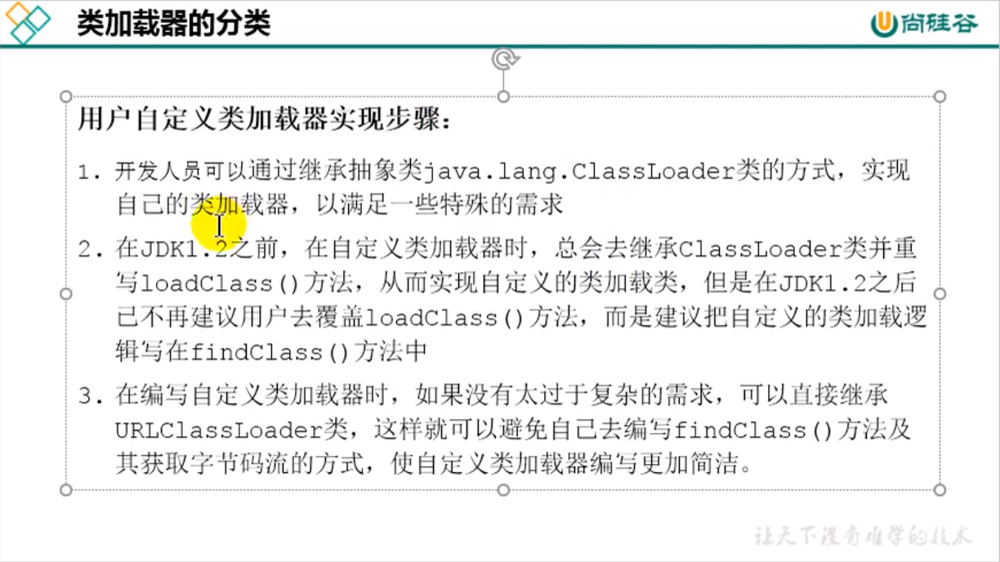 类加载器的分类
尚硅谷
用户自定义类加载器实现步骤：
1. 开发人员可以通过继承抽象类java.lang.ClassLoader类的方式，实现
自己的类加载器，以满足一些特殊的需求
2. 在JDK1.2之前，在自定义类加载器时，总会去继承ClassLoader类并重
写loadClass()方法，从而实现自定义的类加载类，但是在JDK1.2之后
已不再建议用户去覆盖loadClass()方法，而是建议把自定义的类加载逻
辑写在findClass()方法中
3. 在编写自定义类加载器时，如果没有太过于复杂的需求，可以直接继承
URLClassLoader类，这样就可以避免自己去编写findClass()方法及
其获取字节码流的方式，使自定义类加载器编写更加简洁。
让天下没有难学的技术